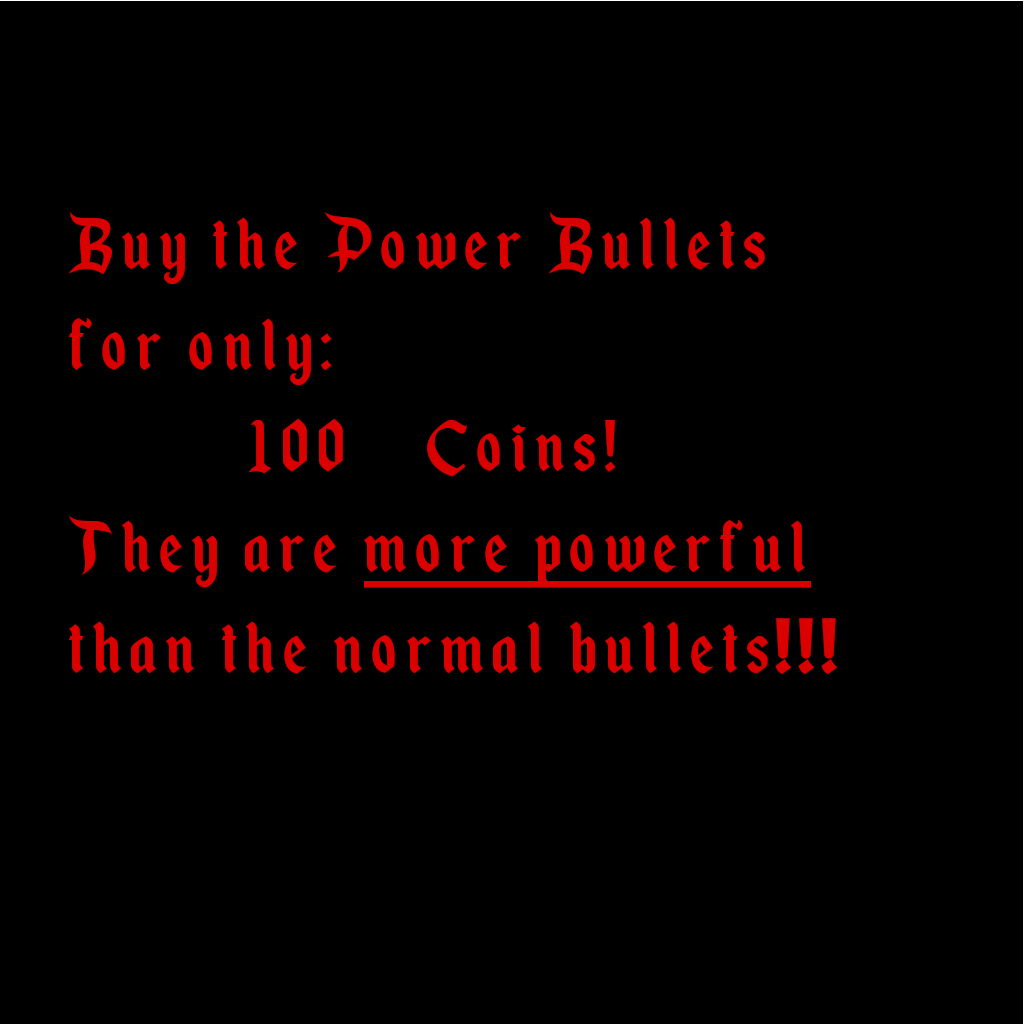 Buy the Power Bullets
for only:
100 Coins!
They are more powerful
than the normal bullets!!!